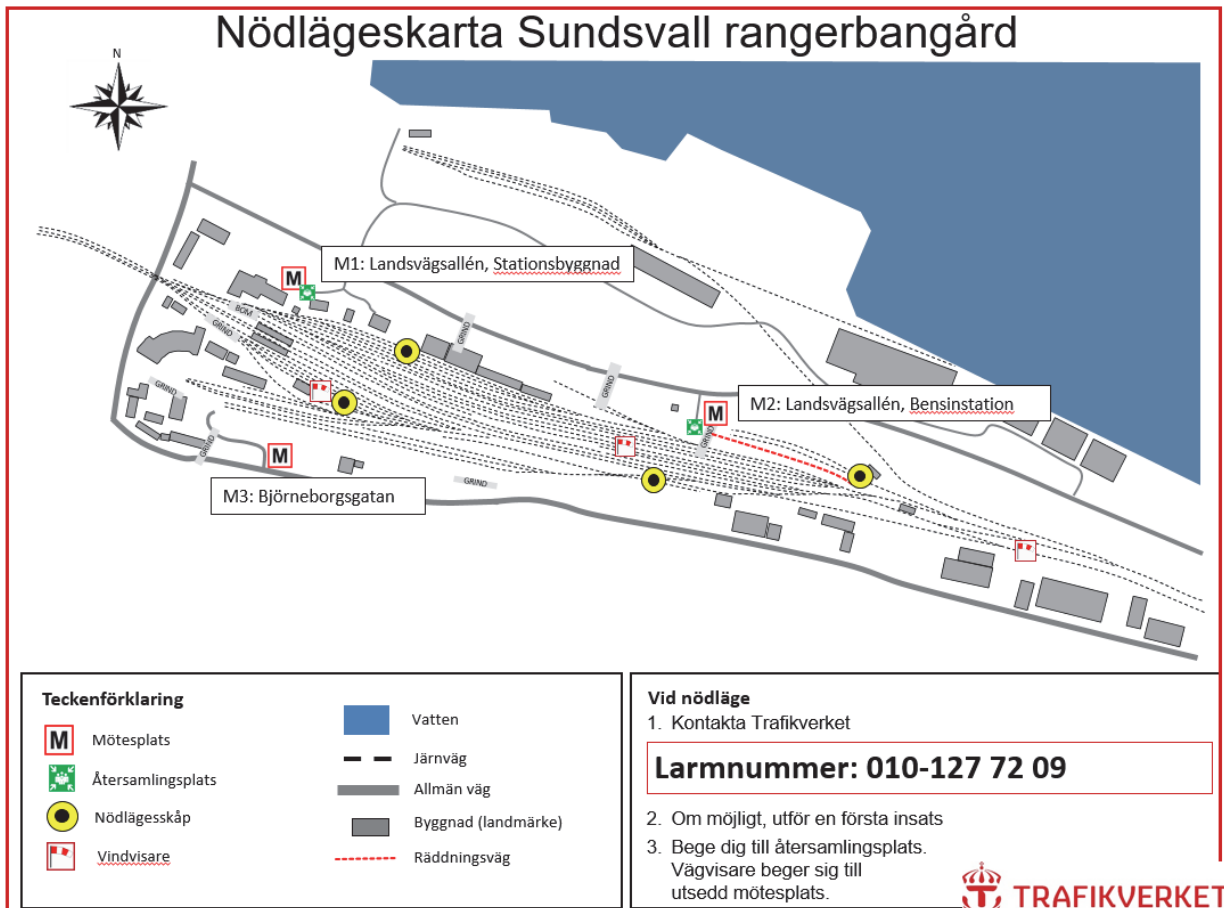 Nödlägeskarta Sundsvall rangerbangård
N
M1: Landsvägsallén, Stationsbyggnad
M
BOM
GRIND
GRIND
GRIND
GRIND
M2: Landsvägsallén, Bensinstation
M
GRIND
GRIND
M
GRIND
M3: Björneborgsgatan
Teckenförklaring
M Mötesplats
Återsamlingsplats
Nödlägesskåp
Vindvisare
Vatten
Järnväg
Allmän väg
Byggnad (landmärke)
Räddningsväg
Vid nödläge
1. Kontakta Trafikverket
Larmnummer: 010-127 72 09
2. Om möjligt, utför en första insats
3. Bege dig till återsamlingsplats.
Vägvisare beger sig till
utsedd mötesplats.
TRAFIKVERKET